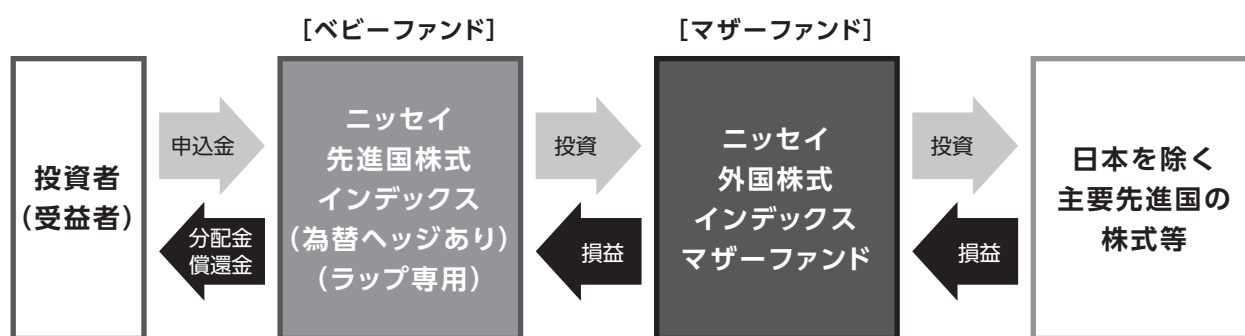 ［ベビーファンド］
［マザーファンド］
投資者
（受益者）
申込金
分配金
償還金
ニッセイ
先進国株式
インデックス
（為替ヘッジあり）
（ラップ専用）
投資
損益
ニッセイ
外国株式
インデックス
マザーファンド
投資
損益
日本を除く
主要先進国の
株式等